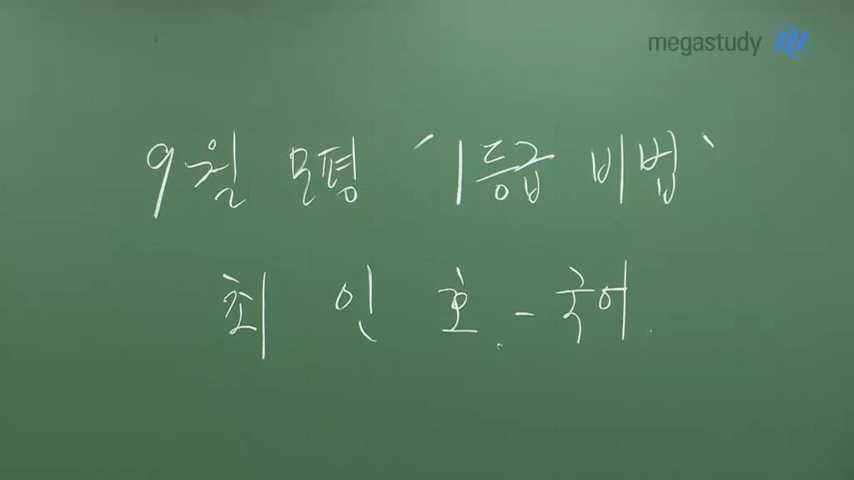 megastudy
9월 모평 '1등급 비법'
최 인 호. - 국어.